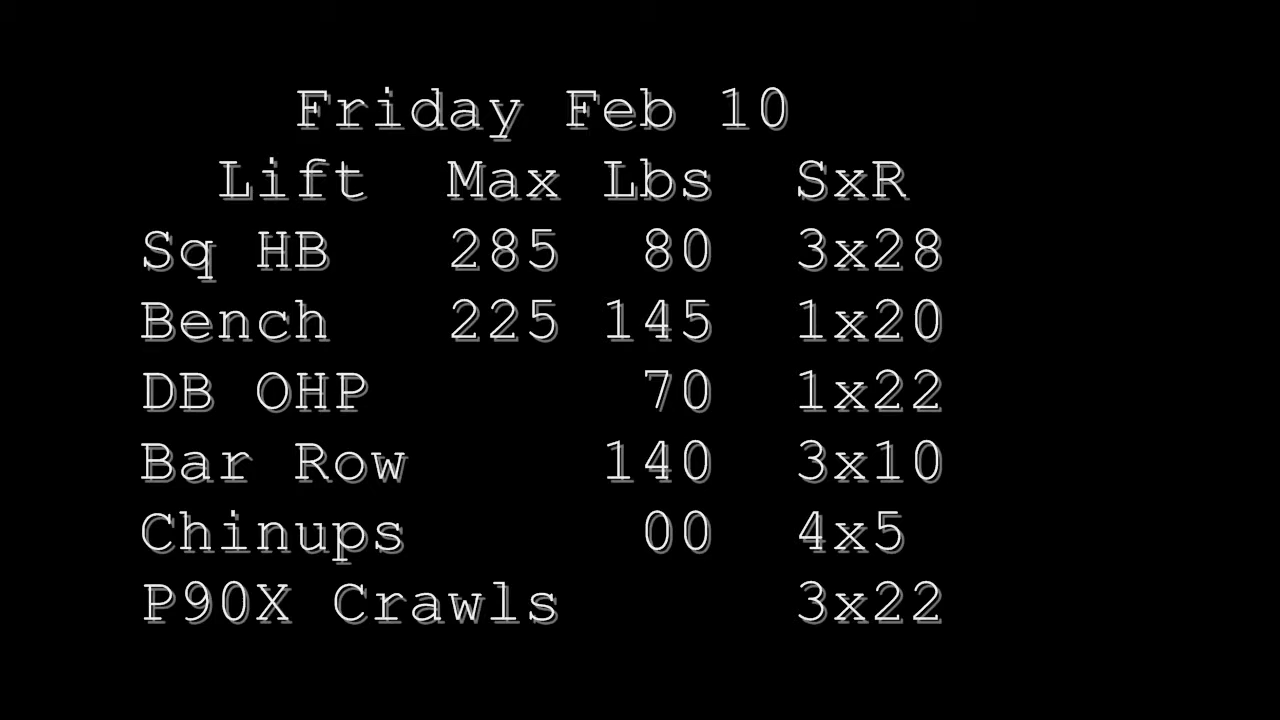 Friday Feb 10
Lift Max Lbs SxR
Sq HB 285 80 3x28
Bench 225 145 1x20
DB OHP 70 1x22
Bar Row 140 3x10
Chinups 00 4x5
P90X Crawls 3x22